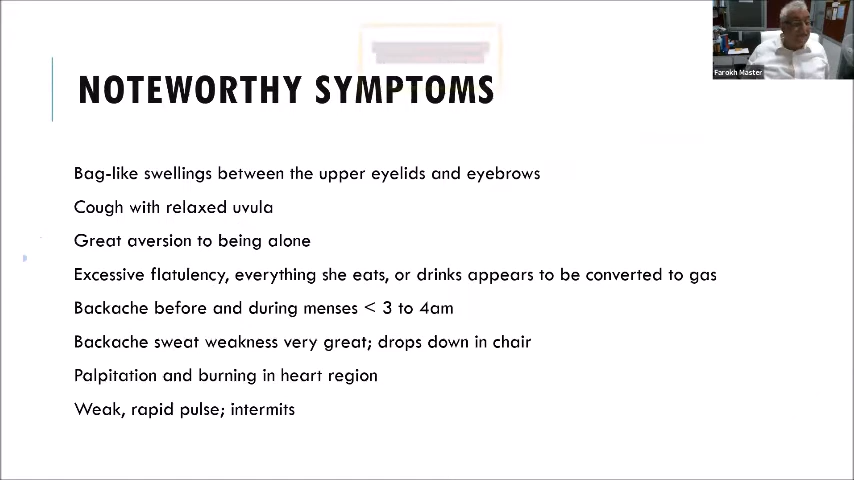 NOTEWORTHY SYMPTOMS
Farokh Master
Bag-like swellings between the upper eyelids and eyebrows
Cough with relaxed uvula
Great aversion to being alone
Excessive flatulency, everything she eats, or drinks appears to be converted to gas
Backache before and during menses < 3 to 4am
Backache sweat weakness very great; drops down in chair
Palpitation and burning in heart region
Weak, rapid pulse; intermits